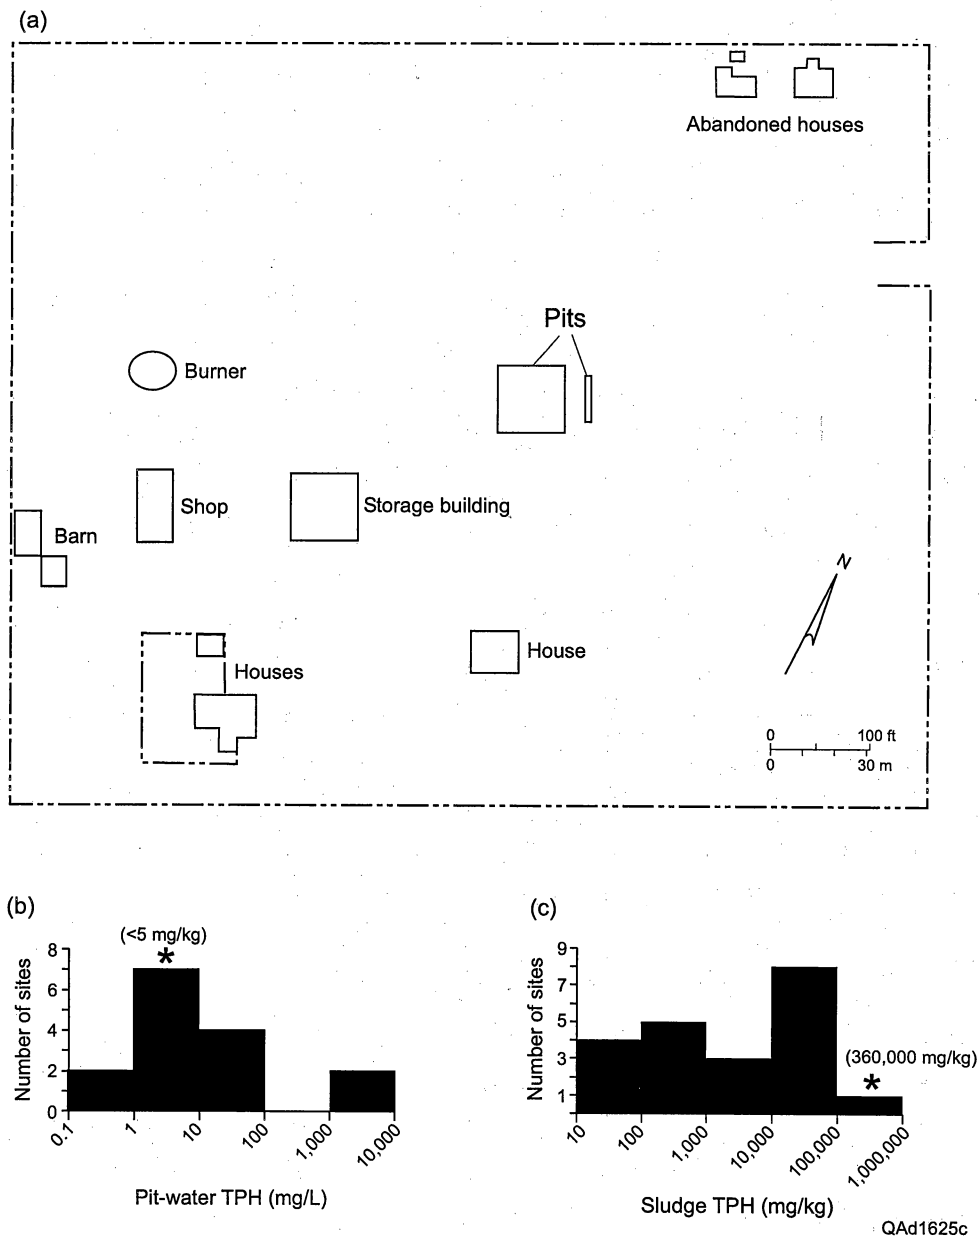 (a)
Abandoned houses
Pits
Burner
Shop
Storage building
Barn
N
House
Houses
0 100 ft
0 30 m
(b)
(<5 mg/kg)
*
8
6
4
2
0
Number of sites
0.1 1 10 100 1,000 10,000
Pit-water TPH (mg/L)
(c)
9
7
5
3
1
Number of sites
(360,000 mg/kg)
*
10 100 1,000 10,000 100,000 1,000,000
Sludge TPH (mg/kg)
QAd1625c